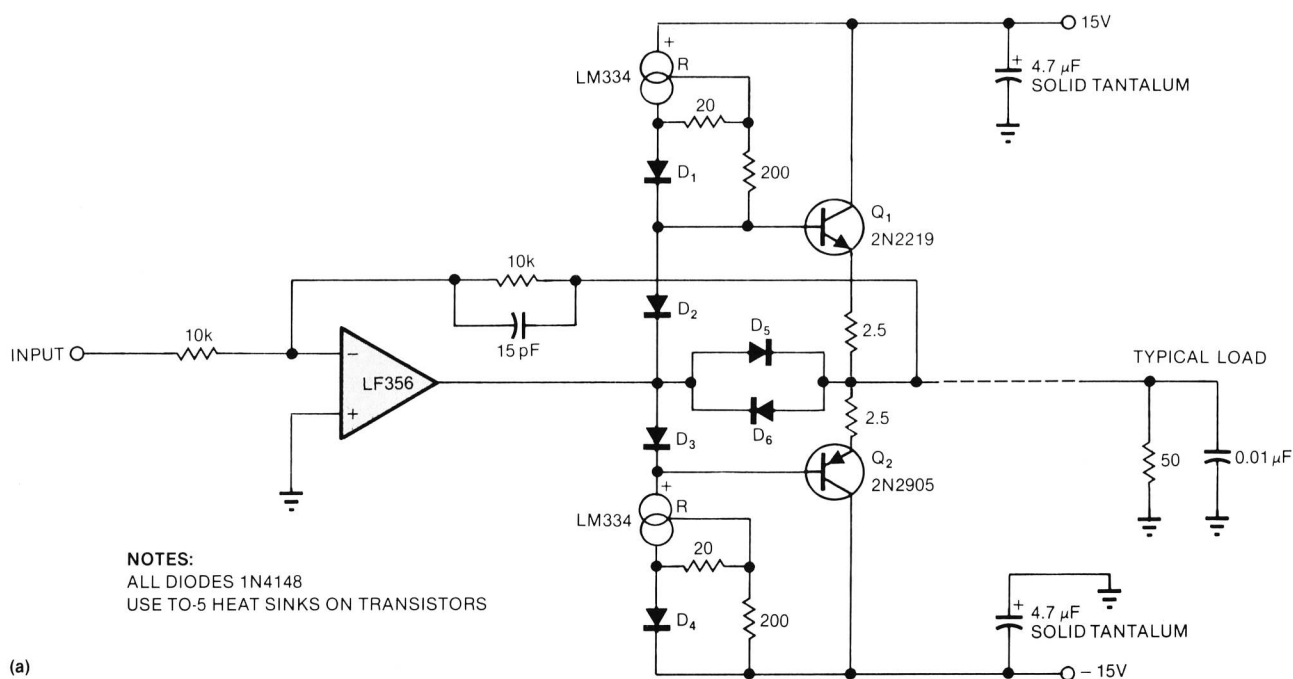 15V
+
R
LM334
+
4.7 µF
SOLID TANTALUM
20
D1
200
Q1
2N2219
10k
D2
15 pF
D5
2.5
10k
INPUT
−
LF356
+
TYPICAL LOAD
D6
2.5
D3
Q2
2N2905
50
0.01 µF
+
R
LM334
20
NOTES:
ALL DIODES 1N4148
USE TO-5 HEAT SINKS ON TRANSISTORS
D4
200
+
4.7 µF
SOLID TANTALUM
(a)
− 15V